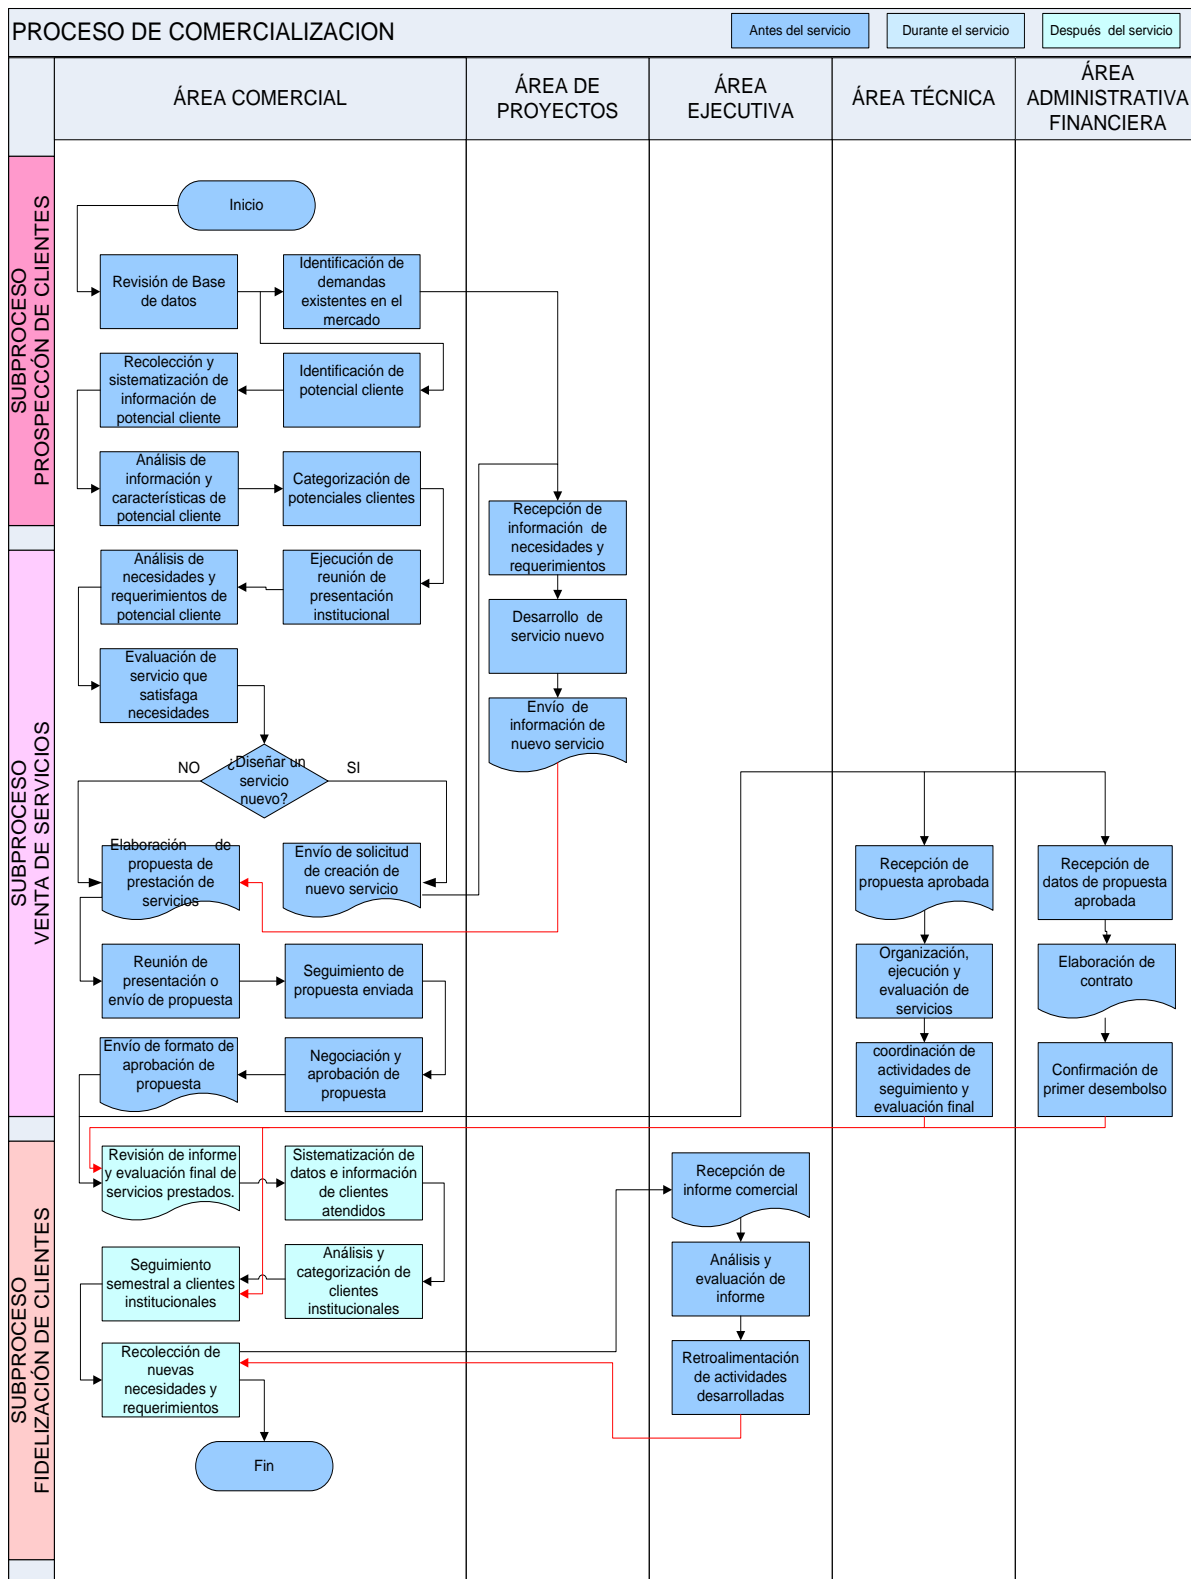 PROCESO DE COMERCIALIZACION
Antes del servicio
Durante el servicio
Después del servicio
ÁREA COMERCIAL
ÁREA DE
PROYECTOS
ÁREA
EJECUTIVA
ÁREA TÉCNICA
ÁREA
ADMINISTRATIVA
FINANCIERA
SUBPROCESO
PROSPECCÓN DE CLIENTES
Inicio
Revisión de Base
de datos
Identificación de
demandas
existentes en el
mercado
Recolección y
sistematización de
información de
potencial cliente
Identificación de
potencial cliente
Análisis de
información y
características de
potencial cliente
Categorización de
potenciales clientes
Recepción de
información de
necesidades y
requerimientos
SUBPROCESO
VENTA DE SERVICIOS
Análisis de
necesidades y
requerimientos de
potencial cliente
Ejecución de
reunión de
presentación
institucional
Desarrollo de
servicio nuevo
Evaluación de
servicio que
satisfaga
necesidades
Envío de
información de
nuevo servicio
NO
¿Diseñar un
servicio
nuevo?
SI
Elaboración de
propuesta de
prestación de
servicios
Envío de solicitud
de creación de
nuevo servicio
Recepción de
propuesta aprobada
Recepción de
datos de propuesta
aprobada
Reunión de
presentación o
envío de propuesta
Seguimiento de
propuesta enviada
Organización,
ejecución y
evaluación de
servicios
Elaboración de
contrato
Envío de formato de
aprobación de
propuesta
Negociación y
aprobación de
propuesta
coordinación de
actividades de
seguimiento y
evaluación final
Confirmación de
primer desembolso
SUBPROCESO
FIDELIZACIÓN DE CLIENTES
Revisión de informe
y evaluación final de
servicios prestados.
Sistematización de
datos e información
de clientes
atendidos
Recepción de
informe comercial
Seguimiento
semestral a clientes
institucionales
Análisis y
categorización de
clientes
institucionales
Análisis y
evaluación de
informe
Recolección de
nuevas
necesidades y
requerimientos
Retroalimentación
de actividades
desarrolladas
Fin